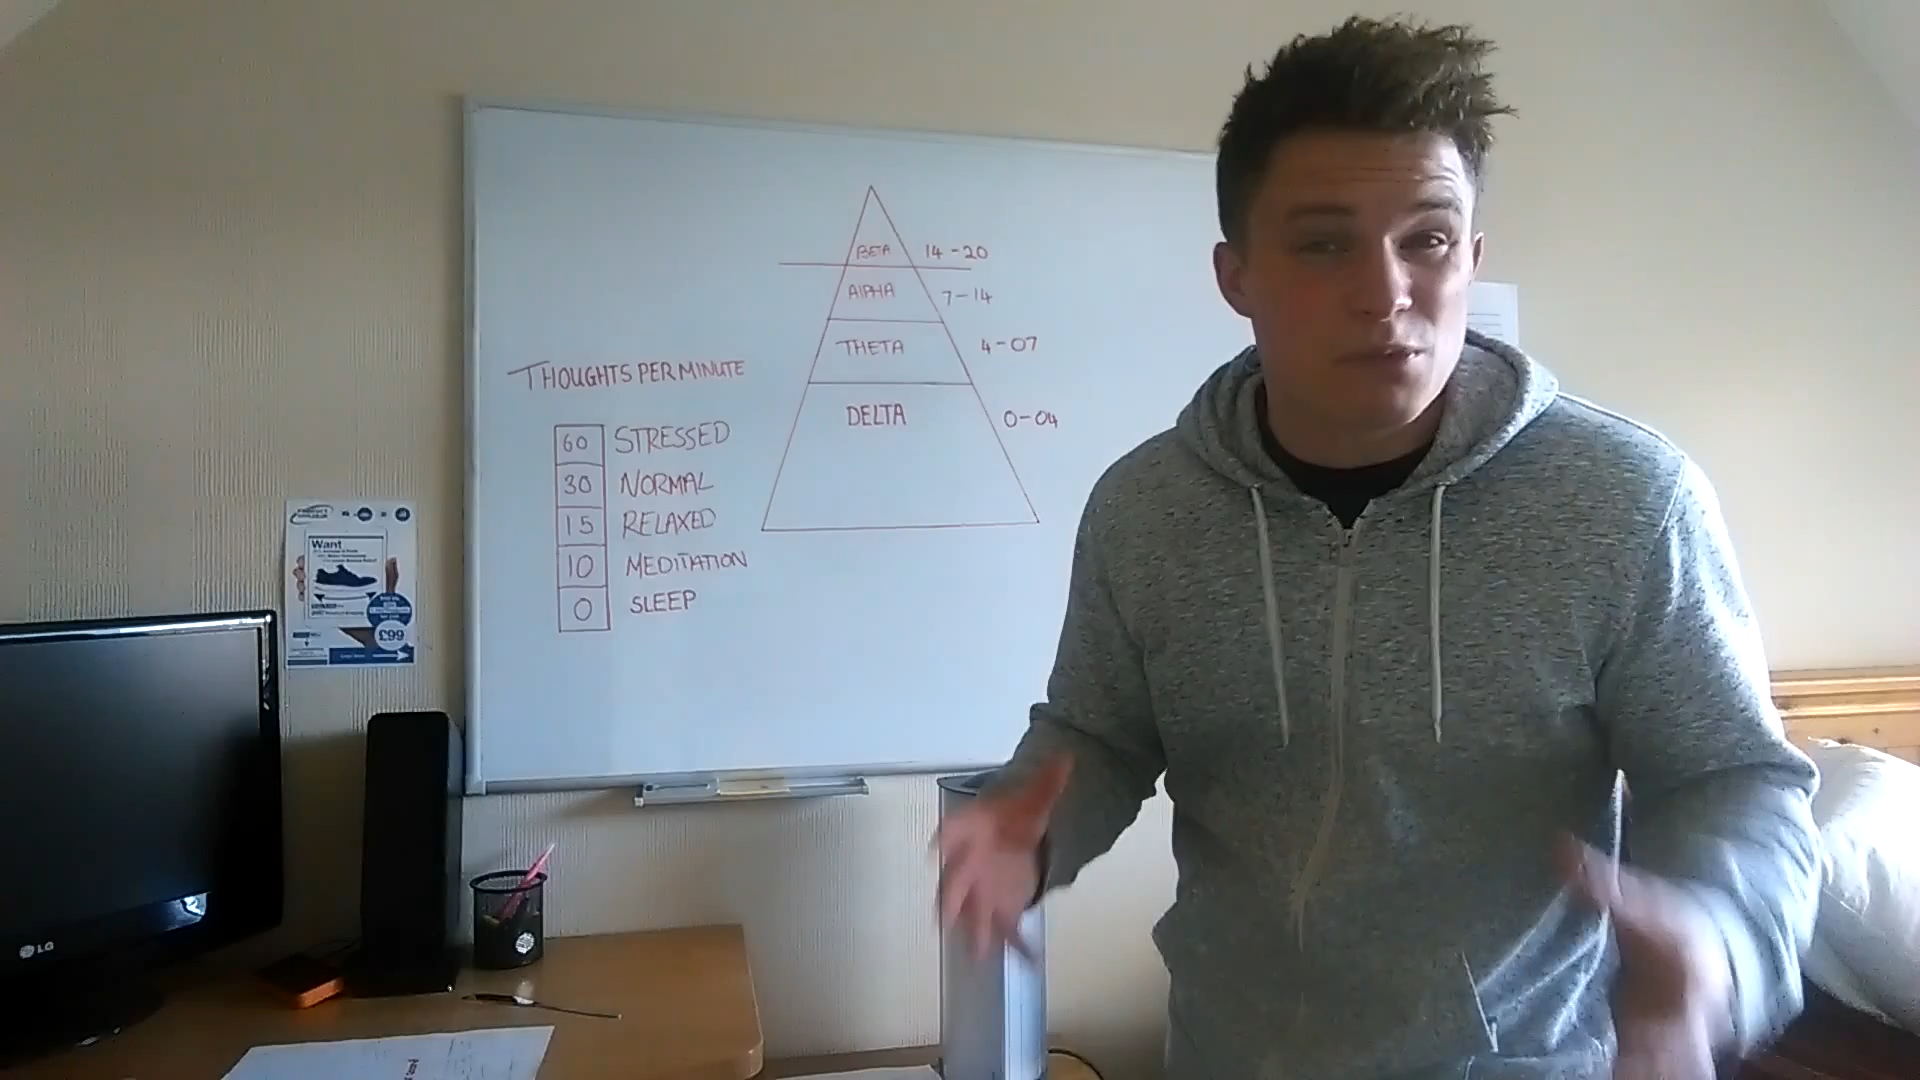 BETA 14-20
AlPHA 7-14
THETA 4-07
DELTA 0-04
THOUGHTS PER MINUTE
60 STRESSED
30 NORMAL
15 RELAXED
10 MEDITATION
0 SLEEP
Want
£99
LG